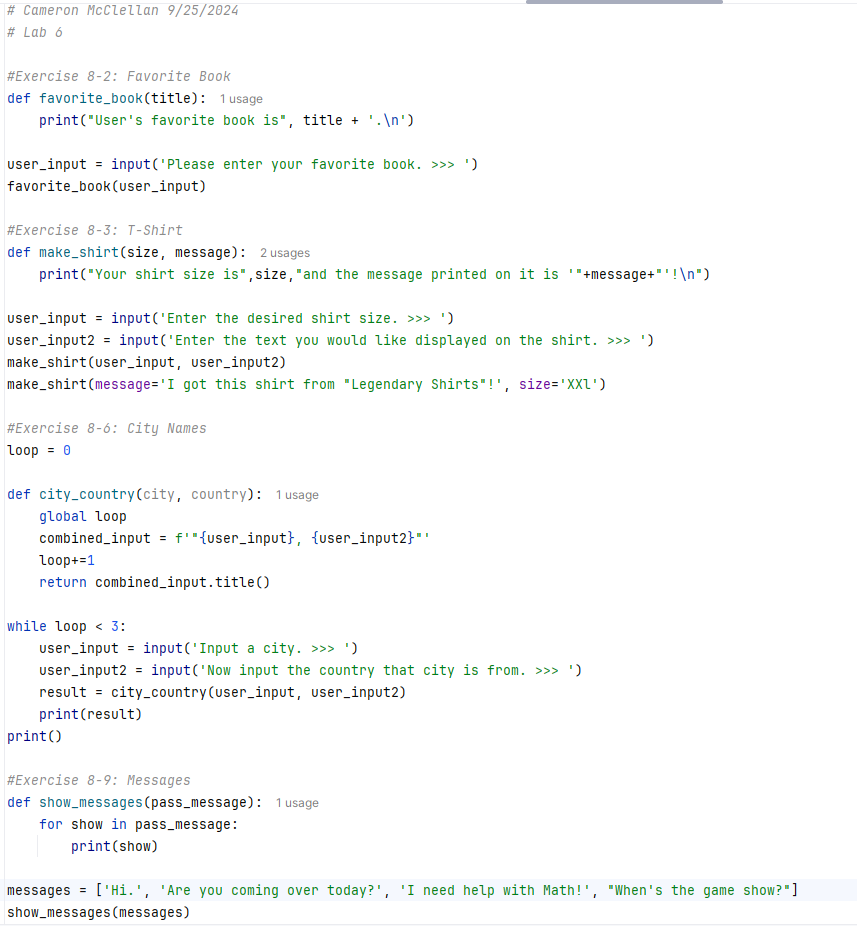 # Cameron McClellan 9/25/2024
# Lab 6
#Exercise 8-2: Favorite Book
def favorite_book(title): 1 usage
    print("User's favorite book is", title + '.\n')
user_input = input('Please enter your favorite book. >>> ')
favorite_book(user_input)
#Exercise 8-3: T-Shirt
def make_shirt(size, message): 2 usages
    print("Your shirt size is",size,"and the message printed on it is '"+message+"'!\n")
user_input = input('Enter the desired shirt size. >>> ')
user_input2 = input('Enter the text you would like displayed on the shirt. >>> ')
make_shirt(user_input, user_input2)
make_shirt(message='I got this shirt from "Legendary Shirts"!', size='XXl')
#Exercise 8-6: City Names
loop = 0
def city_country(city, country): 1 usage
    global loop
    combined_input = f'"{user_input}, {user_input2}"'
    loop+=1
    return combined_input.title()
while loop < 3:
    user_input = input('Input a city. >>> ')
    user_input2 = input('Now input the country that city is from. >>> ')
    result = city_country(user_input, user_input2)
    print(result)
print()
#Exercise 8-9: Messages
def show_messages(pass_message): 1 usage
    for show in pass_message:
        print(show)
messages = ['Hi.', 'Are you coming over today?', 'I need help with Math!', "When's the game show?"]
show_messages(messages)